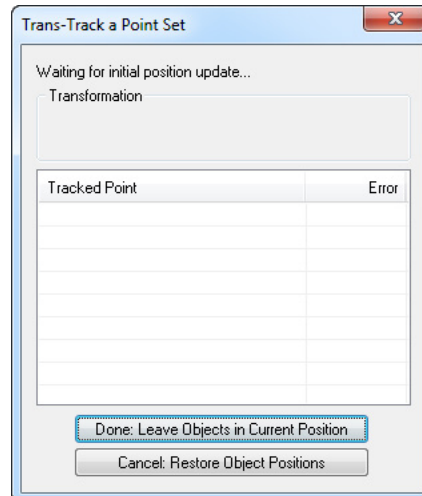 Trans-Track a Point Set
Waiting for initial position update...
Transformation
Tracked Point Error
Done: Leave Objects in Current Position
Cancel: Restore Object Positions